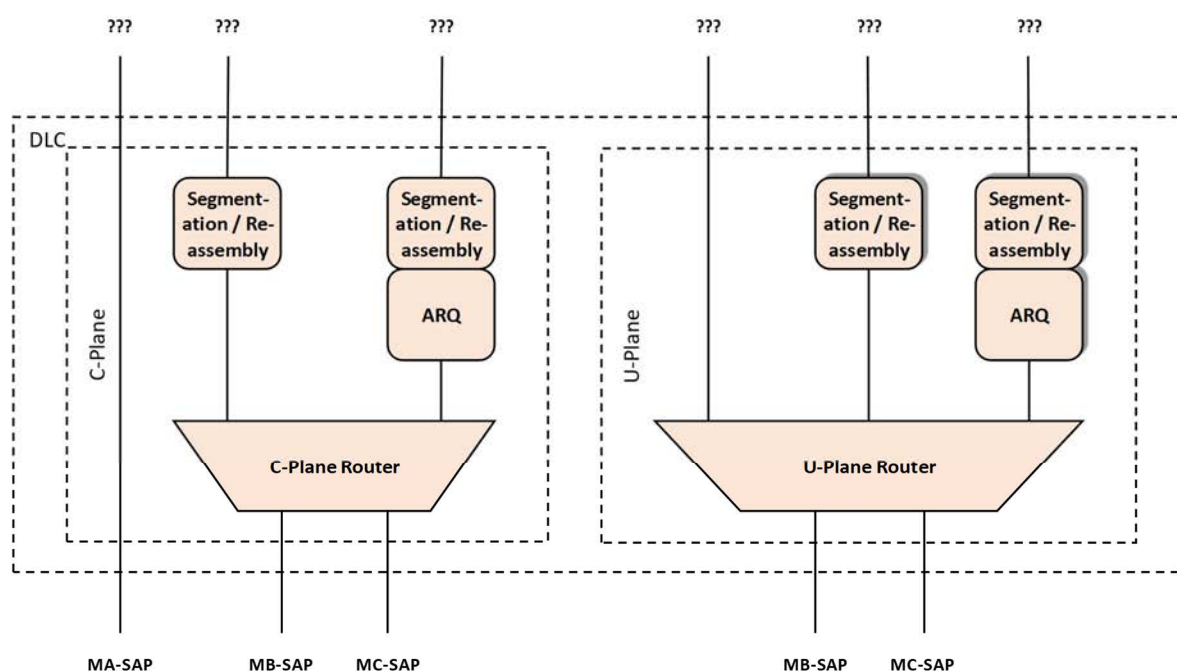 ??? ??? ??? ??? ??? ???
DLC
Segment-
ation / Re-
assembly
Segment-
ation / Re-
assembly
ARQ
C-Plane
C-Plane Router
Segment-
ation / Re-
assembly
Segment-
ation / Re-
assembly
ARQ
U-Plane
U-Plane Router
MA-SAP MB-SAP MC-SAP MB-SAP MC-SAP